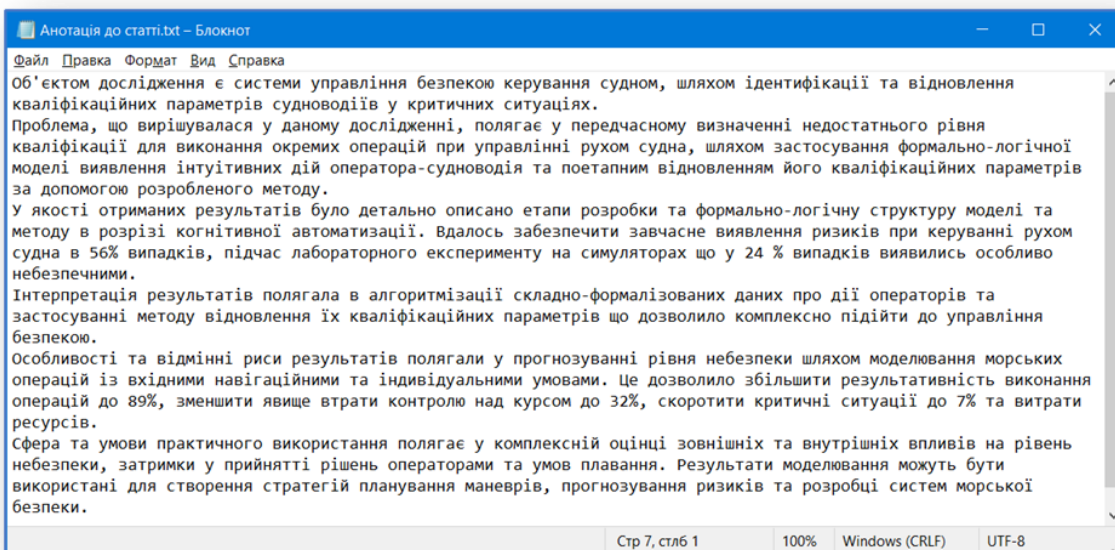 Анотація до статті.txt – Блокнот
Файл Правка Формат Вид Справка
Об'єктом дослідження є системи управління безпекою керування судном, шляхом ідентифікації та відновлення
кваліфікаційних параметрів судноводіїв у критичних ситуаціях.
Проблема, що вирішувалася у даному дослідженні, полягає у передчасному визначенні недостатнього рівня
кваліфікації для виконання окремих операцій при управлінні рухом судна, шляхом застосування формально-логічної
моделі виявлення інтуітивних дій оператора-судноводія та поетапним відновленням його кваліфікаційних параметрів
за допомогою розробленого методу.
У якості отриманих результатів було детально описано етапи розробки та формально-логічну структуру моделі та
методу в розрізі когнітивної автоматизації. Вдалось забезпечити завчасне виявлення ризиків при керуванні рухом
судна в 56% випадків, підчас лабораторного експерименту на симуляторах що у 24 % випадків виявились особливо
небезпечними.
Інтерпретація результатів полягала в алгоритмізації складно-формалізованих даних про дії операторів та
застосуванні методу відновлення їх кваліфікаційних параметрів що дозволило комплексно підійти до управління
безпекою.
Особливості та відмінні риси результатів полягали у прогнозуванні рівня небезпеки шляхом моделювання морських
операцій із вхідними навігаційними та індивідуальними умовами. Це дозволило збільшити результативність виконання
операцій до 89%, зменшити явище втрати контролю над курсом до 32%, скоротити критичні ситуації до 7% та витрати
ресурсів.
Сфера та умови практичного використання полягає у комплексній оцінці зовнішніх та внутрішніх впливів на рівень
небезпеки, затримки у прийнятті рішень операторами та умов плавання. Результати моделювання можуть бути
використані для створення стратегій планування маневрів, прогнозування ризиків та розробці систем морської
безпеки.
Стр 7, стлб 1 100% Windows (CRLF) UTF-8